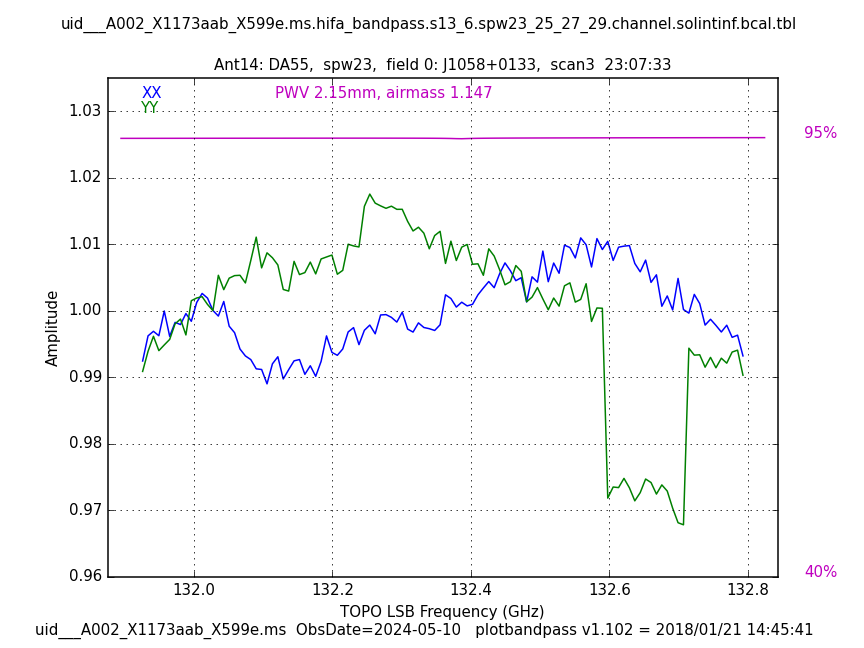 uid___A002_X1173aab_X599e.ms.hifa_bandpass.s13_6.spw23_25_27_29.channel.solintinf.bcal.tbl
Ant14: DA55,  spw23,  field 0: J1058+0133,  scan3  23:07:33
XX
YY
PWV 2.15mm, airmass 1.147
95%
40%
1.03
1.02
1.01
1.00
0.99
0.98
0.97
0.96
Amplitude
132.0
132.2
132.4
132.6
132.8
TOPO LSB Frequency (GHz)
uid___A002_X1173aab_X599e.ms  ObsDate=2024-05-10   plotbandpass v1.102 = 2018/01/21 14:45:41